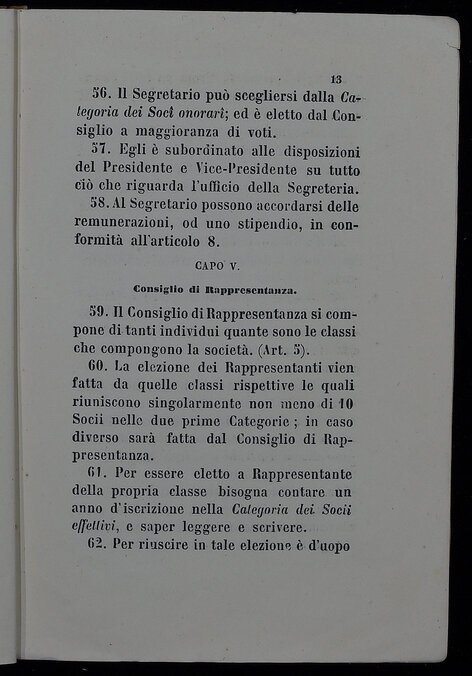 13
56. Il Segretario può scegliersi dalla Ca-
tegoria dei Socî onorarî; ed è eletto dal Con-
siglio a maggioranza di voti.
57. Egli è subordinato alle disposizioni
del Presidente e Vice-Presidente su tutto
ciò che riguarda l'ufficio della Segreteria.
58. Al Segretario possono accordarsi delle
remunerazioni, od uno stipendio, in con-
formità all'articolo 8.
CAPO V.
Consiglio di Rappresentanza.
59. Il Consiglio di Rappresentanza si com-
pone di tanti individui quante sono le classi
che compongono la società. (Art. 5).
60. La elezione dei Rappresentanti vien
fatta da quelle classi rispettive le quali
riuniscono singolarmente non meno di 10
Socii nelle due prime Categorie; in caso
diverso sarà fatta dal Consiglio di Rap-
presentanza.
61. Per essere eletto a Rappresentante
della propria classe bisogna contare un
anno d'iscrizione nella Categoria dei Socii
effettivi, e saper leggere e scrivere.
62. Per riuscire in tale elezione è d'uopo